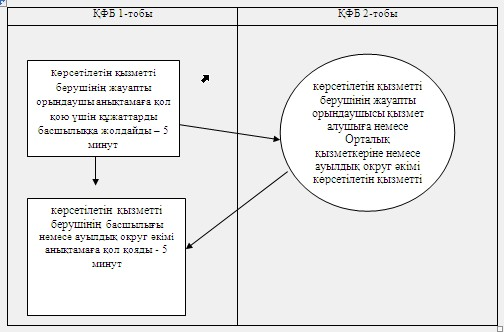 ҚФБ 1-тобы
ҚФБ 2-тобы
көрсетілетін қызметті
берушінің жауапты
орындаушы анықтамаға қол
қою үшін құжаттарды
басшылыққа жолдайды – 5
минут
көрсетілетін қызметті
берушінің жауапты
орындаушысы қызмет
алушыға немесе
Орталық
қызметкеріне немесе
ауылдық округ әкімі
көрсетілетін қызметті
көрсетілетін қызметті
берушінің басшылығы
немесе ауылдық округ әкімі
анықтамаға қол қояды - 5
минут